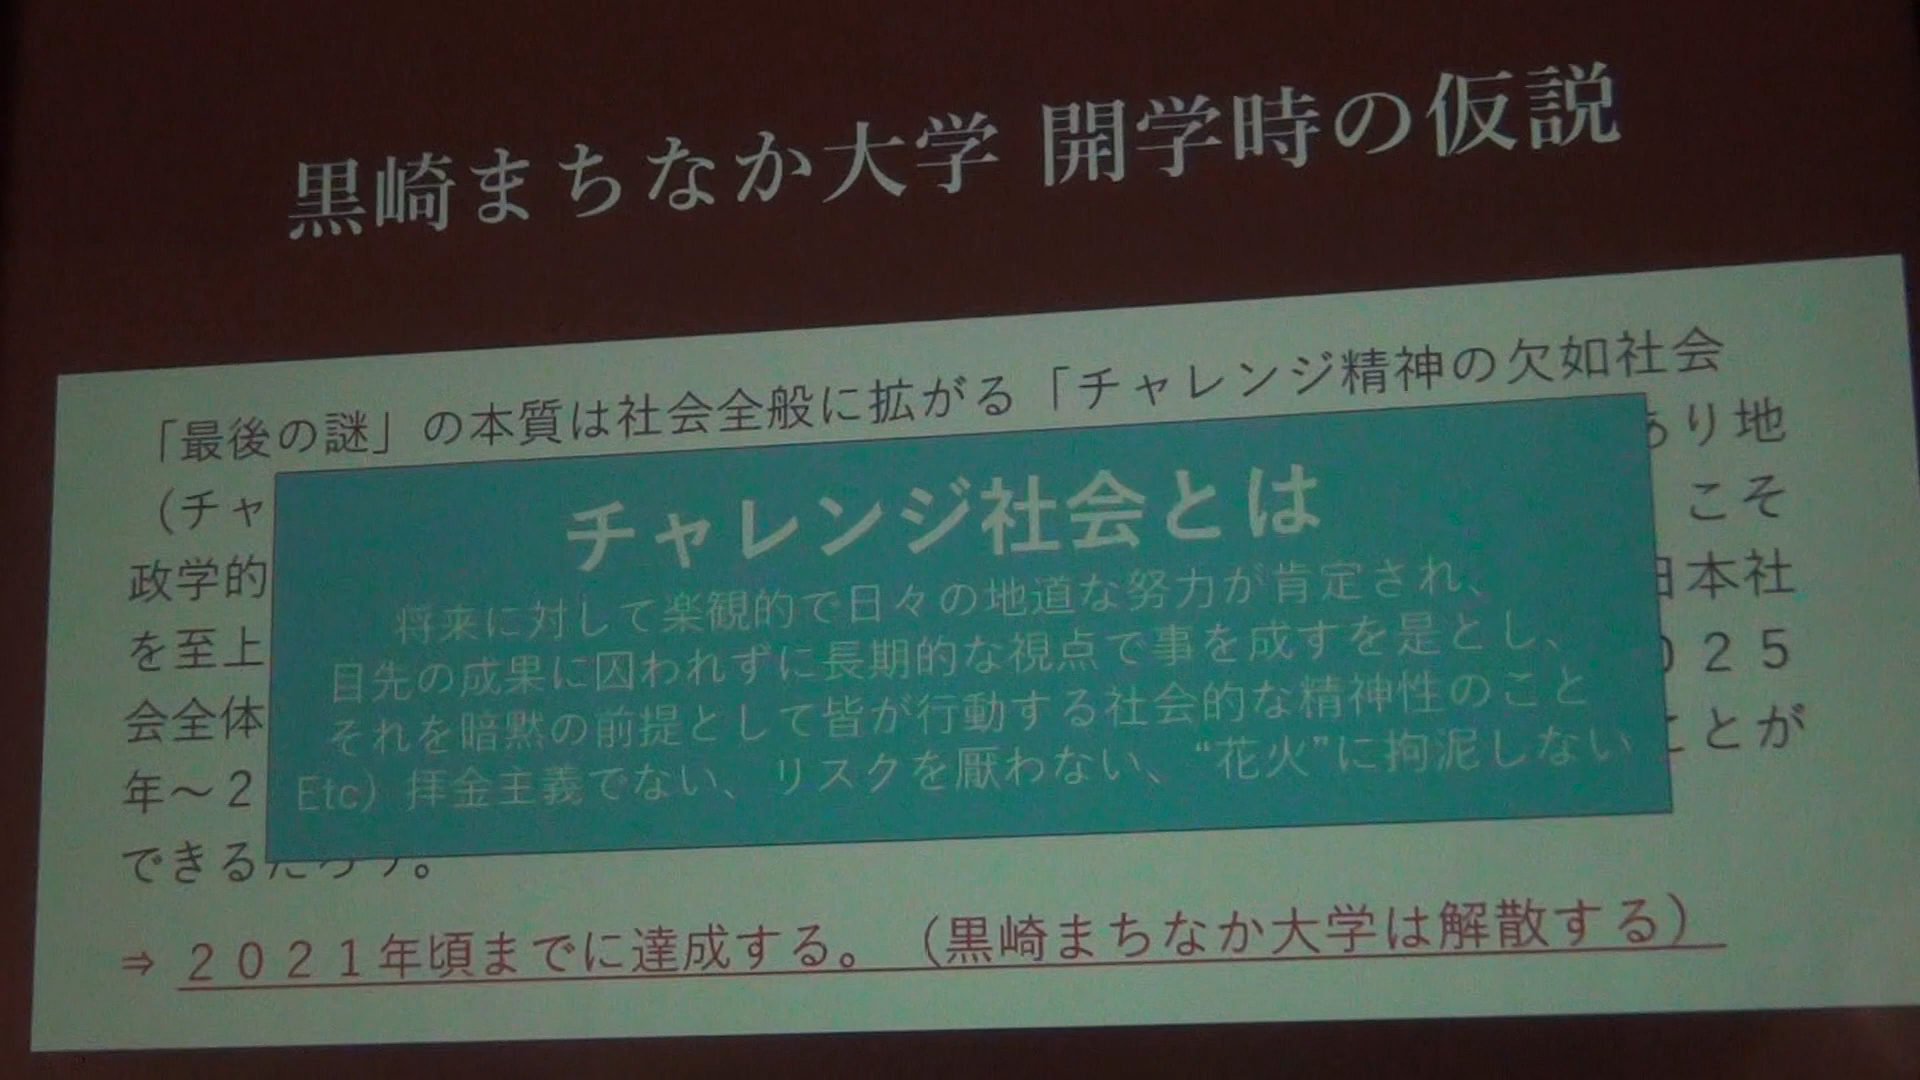 黒崎まちなか大学 開学時の仮説
「最後の謎」の本質は社会全般に拡がる「チャレンジ精神の欠如社会
（チャ
あり地
政学的
こそ
を至上
日本社
会全体
025
年～2
ことが
できるだろう。
チャレンジ社会とは
将来に対して楽観的で日々の地道な努力が肯定され、
目先の成果に囚われずに長期的な視点で事を成すを是とし、
それを暗黙の前提として皆が行動する社会的な精神性のこと
Etc）拝金主義でない、リスクを厭わない、“花火”に拘泥しない
⇒ ２０２１年頃までに達成する。（黒崎まちなか大学は解散する）